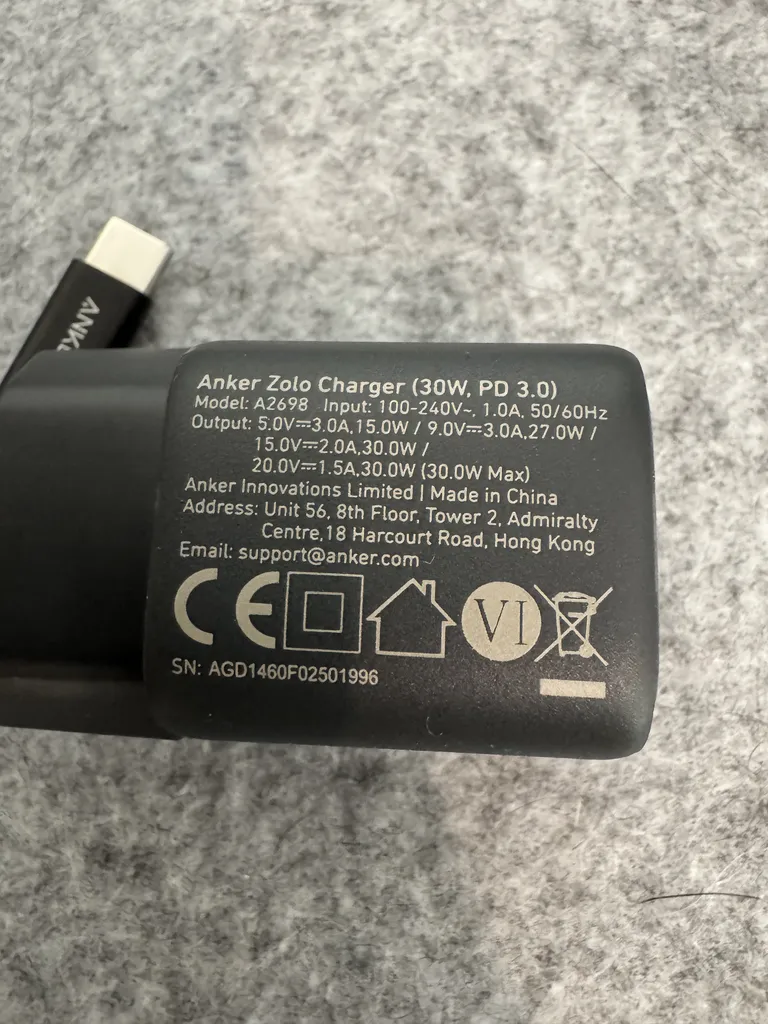 ANKE
Anker Zolo Charger (30W, PD 3.0)
Model: A2698 Input: 100-240V~, 1.0A, 50/60Hz
Output: 5.0V⎓3.0A,15.0W / 9.0V⎓3.0A,27.0W /
15.0V⎓2.0A,30.0W /
20.0V⎓1.5A,30.0W (30.0W Max)
Anker Innovations Limited | Made in China
Address: Unit 56, 8th Floor, Tower 2, Admiralty
Centre,18 Harcourt Road, Hong Kong
Email: support@anker.com
CE VI
SN: AGD1460F02501996